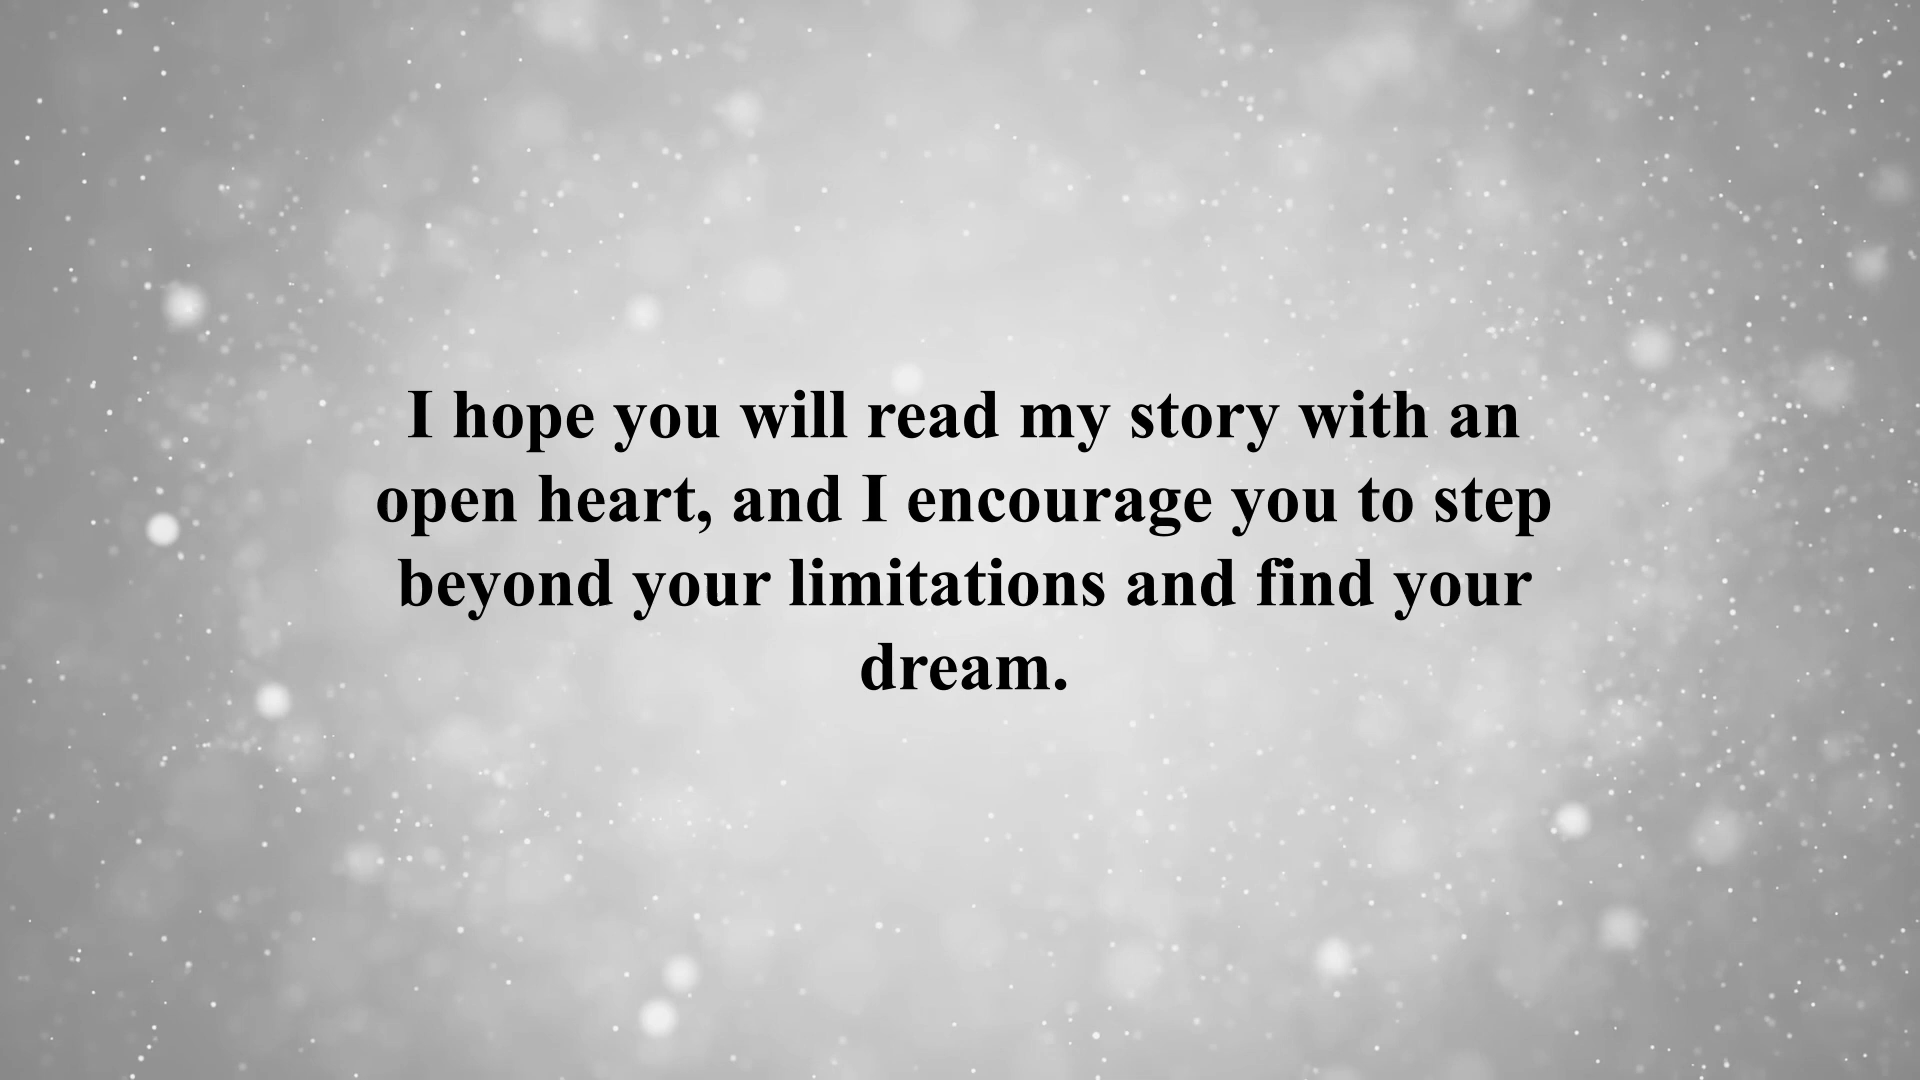 I hope you will read my story with an
open heart, and I encourage you to step
beyond your limitations and find your
dream.